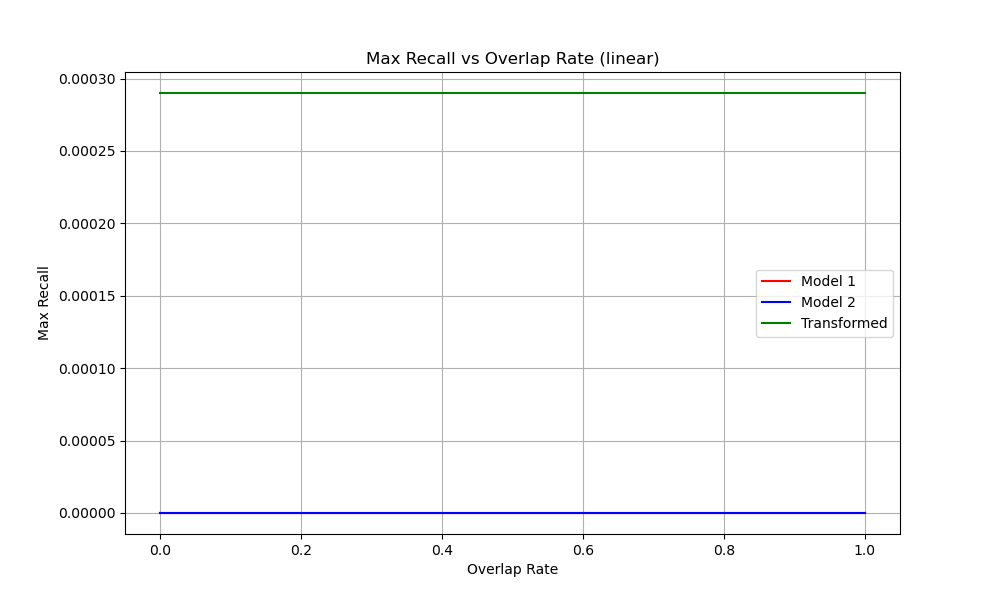 Max Recall vs Overlap Rate (linear)
0.00030
0.00025
0.00020
0.00015
0.00010
0.00005
0.00000
Max Recall
Model 1
Model 2
Transformed
0.0 0.2 0.4 0.6 0.8 1.0
Overlap Rate